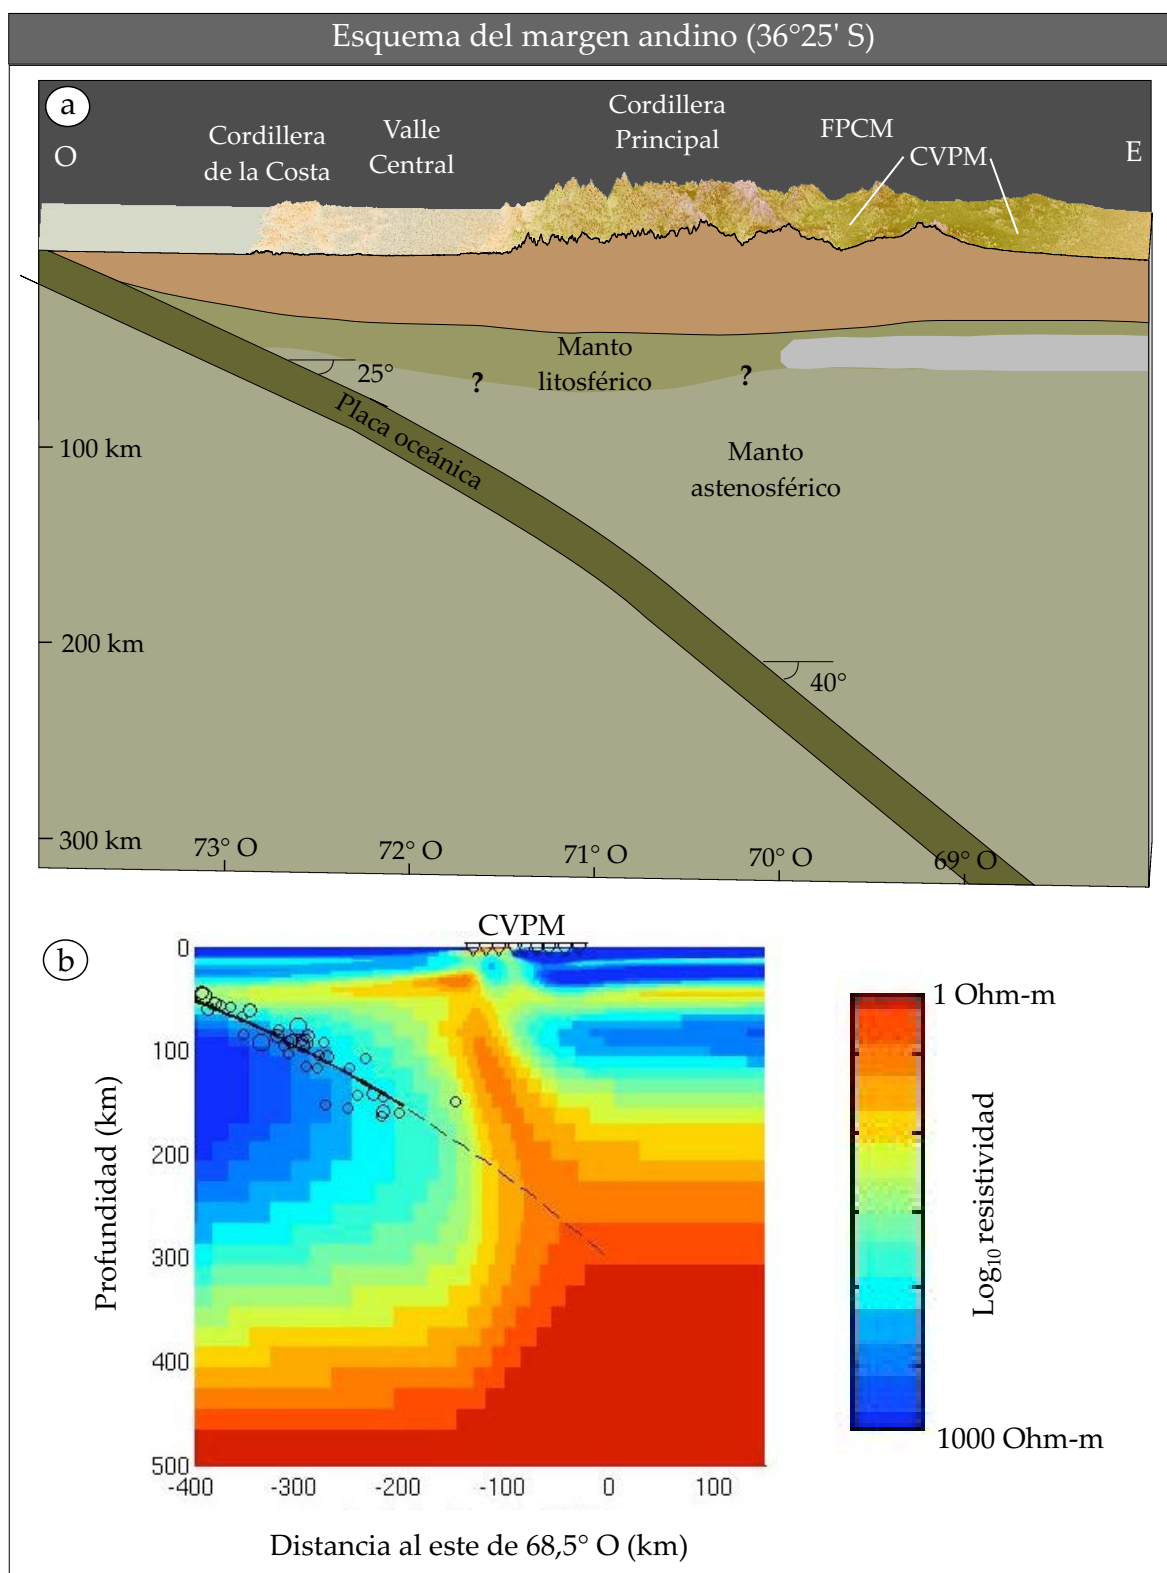 Esquema del margen andino (36°25' S)
a
O
Cordillera
de la Costa
Valle
Central
Cordillera
Principal
FPCM
CVPM
E
Manto
litosférico
25°
?
?
Placa oceánica
100 km
Manto
astenosférico
200 km
40°
300 km
73° O
72° O
71° O
70° O
69° O
b
CVPM
0
100
200
300
400
500
Profundidad (km)
-400
-300
-200
-100
0
100
Distancia al este de 68,5° O (km)
1 Ohm-m
Log10 resistividad
1000 Ohm-m